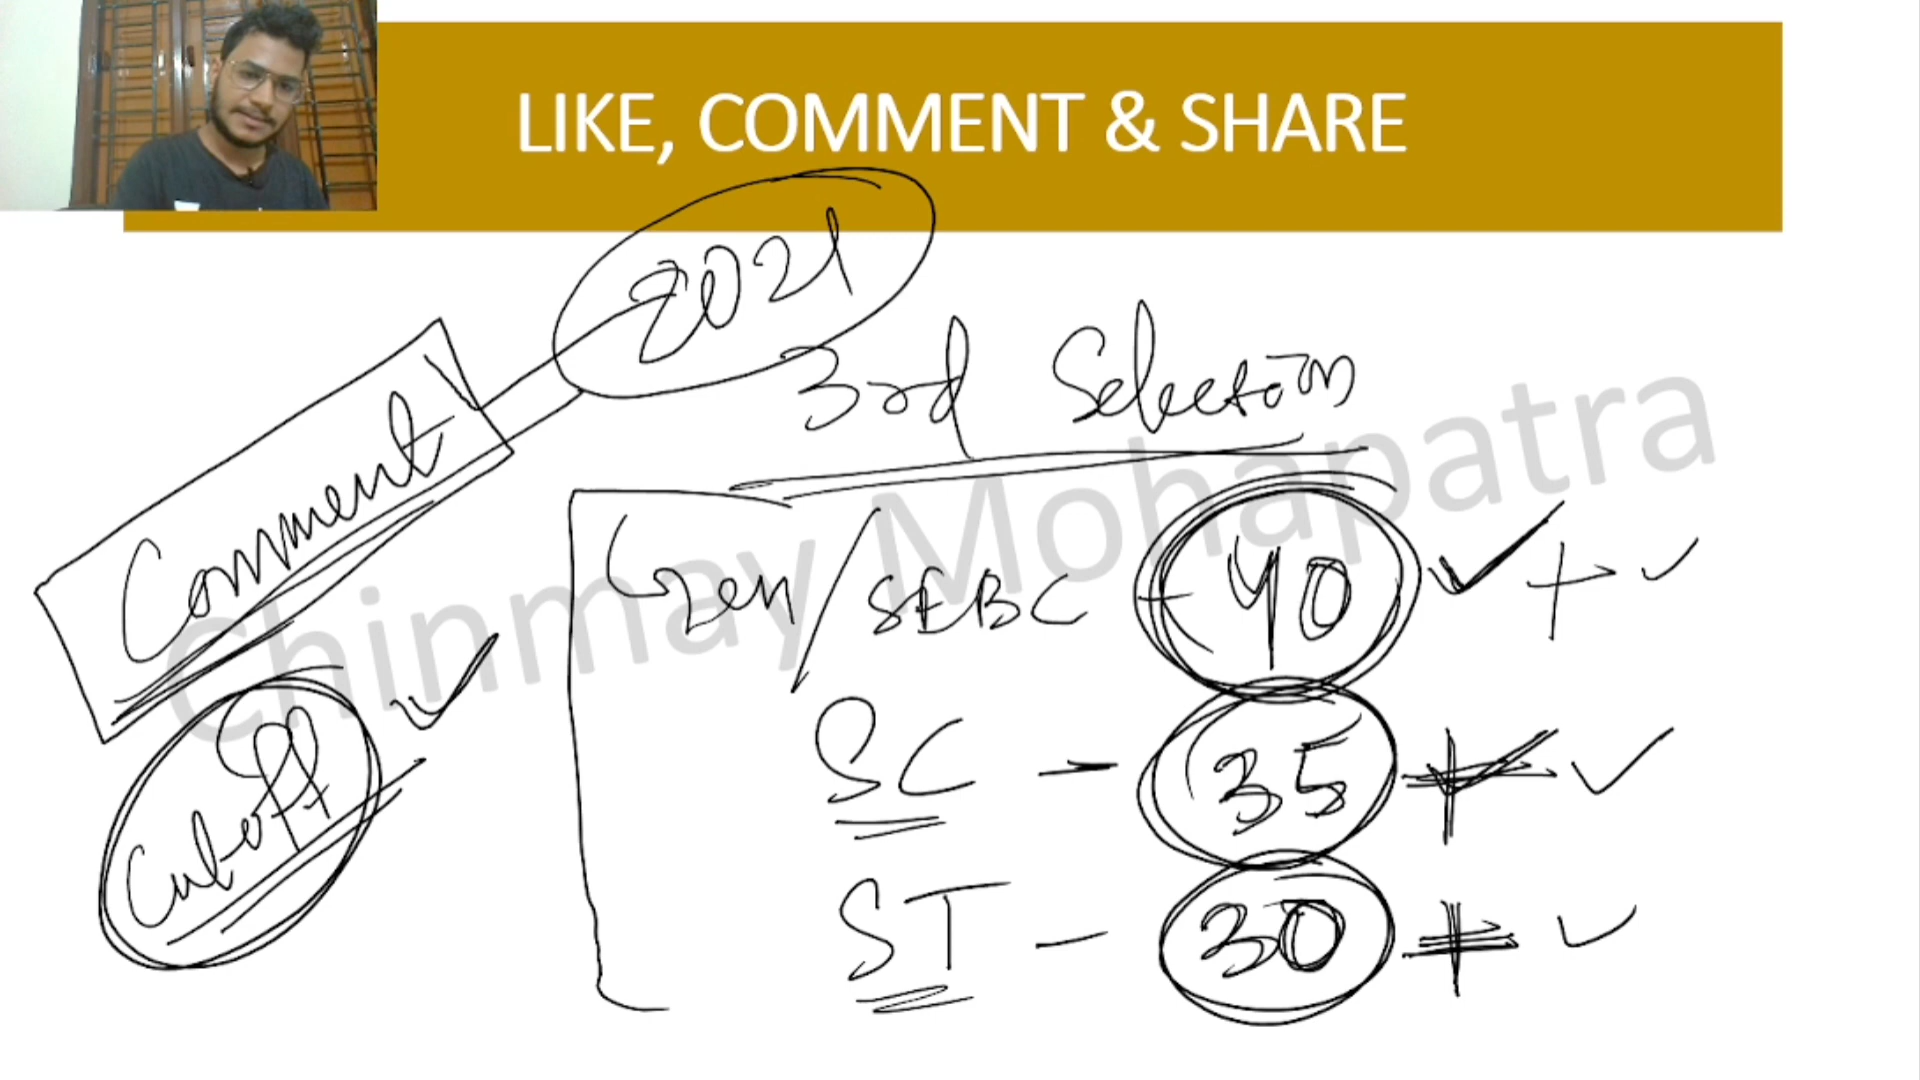 LIKE, COMMENT & SHARE
2021
3rd Selection
Comment
Gen/SEBC - 40 ✓ + ✓
Cutoff ✓
SC - 35 + ✓
ST - 30 + ✓
Chinmay Mohapatra